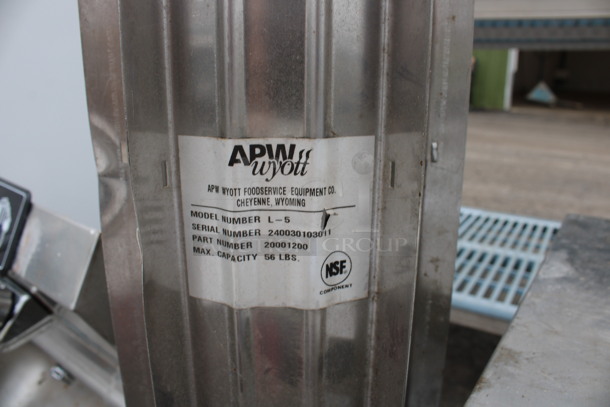 APW
wyott
APW WYOTT FOODSERVICE EQUIPMENT CO.
CHEYENNE, WYOMING
MODEL NUMBER L-5
SERIAL NUMBER 240030103011
PART NUMBER 20001200
MAX. CAPACITY 56 LBS.
NSF
COMPONENT
GROUP